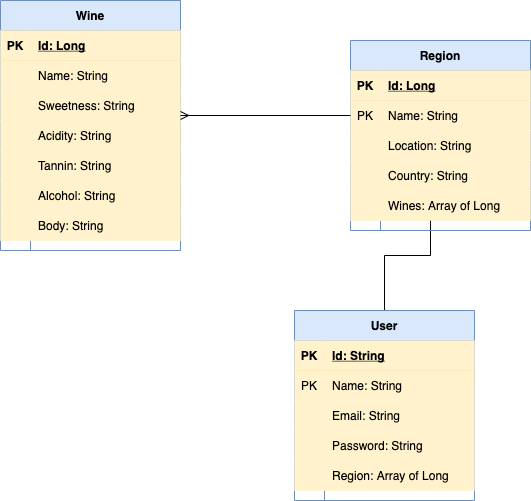 Wine
PK Id: Long
Name: String
Sweetness: String
Acidity: String
Tannin: String
Alcohol: String
Body: String
Region
PK Id: Long
PK Name: String
Location: String
Country: String
Wines: Array of Long
User
PK Id: String
PK Name: String
Email: String
Password: String
Region: Array of Long